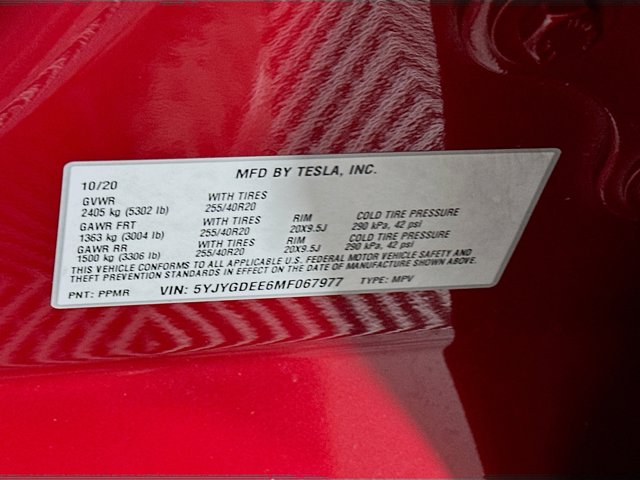 MFD BY TESLA, INC.
10/20
GVWR WITH TIRES
2405 kg (5302 lb) 255/40R20
GAWR FRT WITH TIRES RIM COLD TIRE PRESSURE
1363 kg (3004 lb) 255/40R20 20X9.5J 290 kPa, 42 psi
GAWR RR WITH TIRES RIM COLD TIRE PRESSURE
1500 kg (3306 lb) 255/40R20 20X9.5J 290 kPa, 42 psi
THIS VEHICLE CONFORMS TO ALL APPLICABLE U.S. FEDERAL MOTOR VEHICLE SAFETY AND
THEFT PREVENTION STANDARDS IN EFFECT ON THE DATE OF MANUFACTURE SHOWN ABOVE.
PNT: PPMR VIN: 5YJYGDEE6MF067977 TYPE: MPV